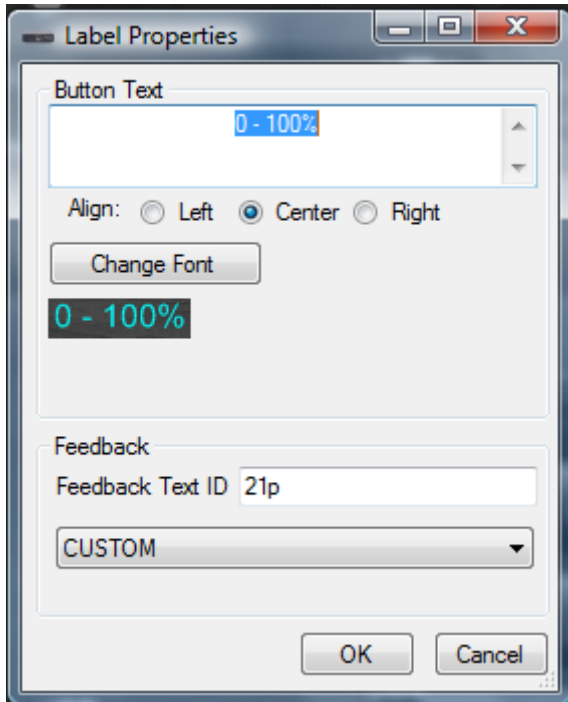 Label Properties
Button Text
0 - 100%
Align: Left Center Right
Change Font
0 - 100%
Feedback
Feedback Text ID 21p
CUSTOM
OK Cancel